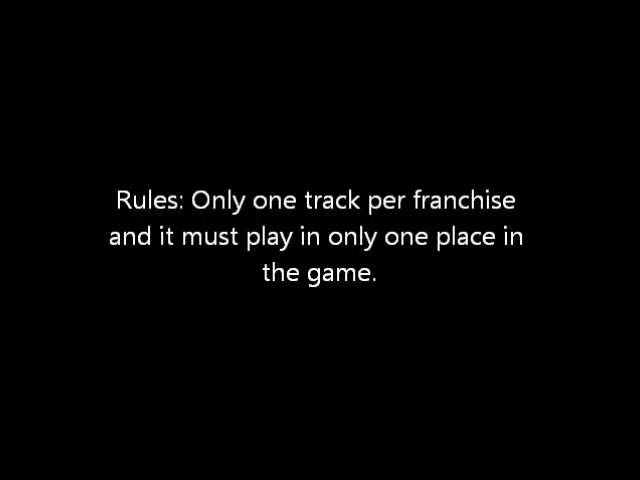 Rules: Only one track per franchise
and it must play in only one place in
the game.